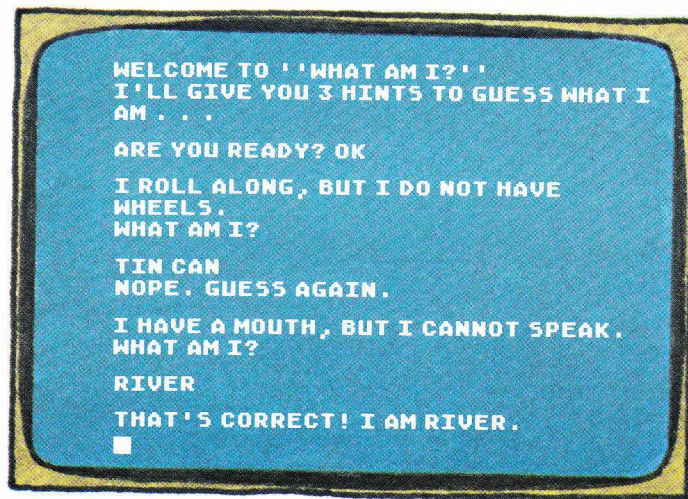 WELCOME TO ''WHAT AM I?''
I'LL GIVE YOU 3 HINTS TO GUESS WHAT I
AM . . .
ARE YOU READY? OK
I ROLL ALONG, BUT I DO NOT HAVE
WHEELS.
WHAT AM I?
TIN CAN
NOPE. GUESS AGAIN.
I HAVE A MOUTH, BUT I CANNOT SPEAK.
WHAT AM I?
RIVER
THAT'S CORRECT! I AM RIVER.